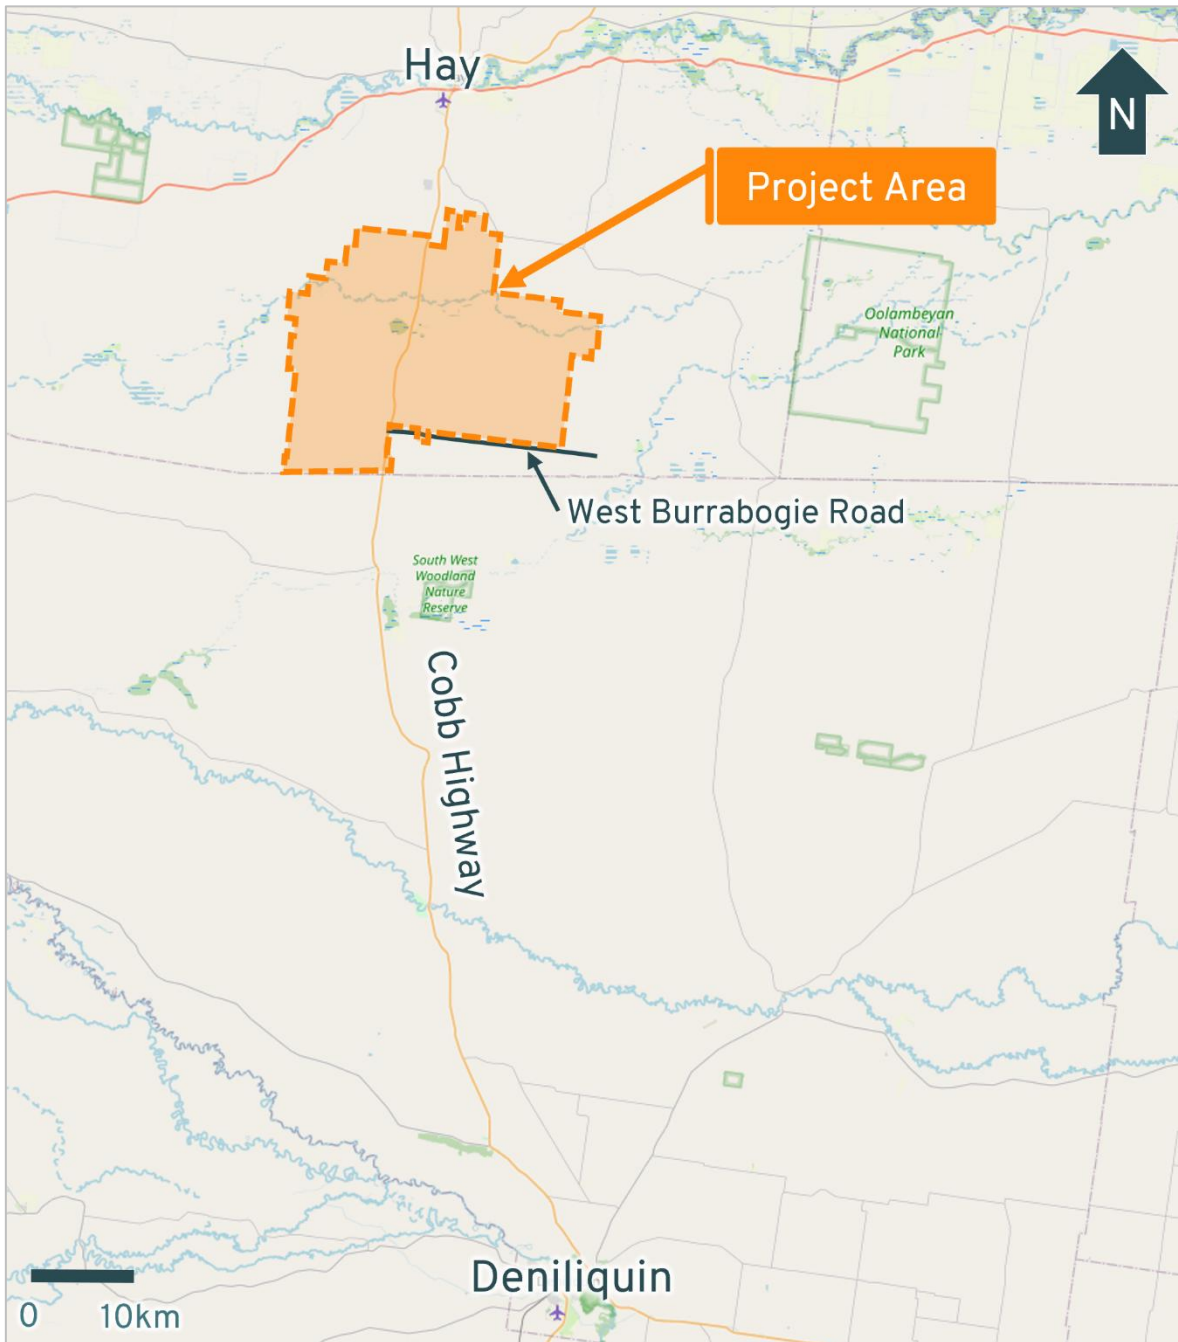 Hay
N
Project Area
Oolambeyan
National
Park
West Burrabogie Road
South West
Woodland
Nature
Reserve
Cobb Highway
Deniliquin
0 10km